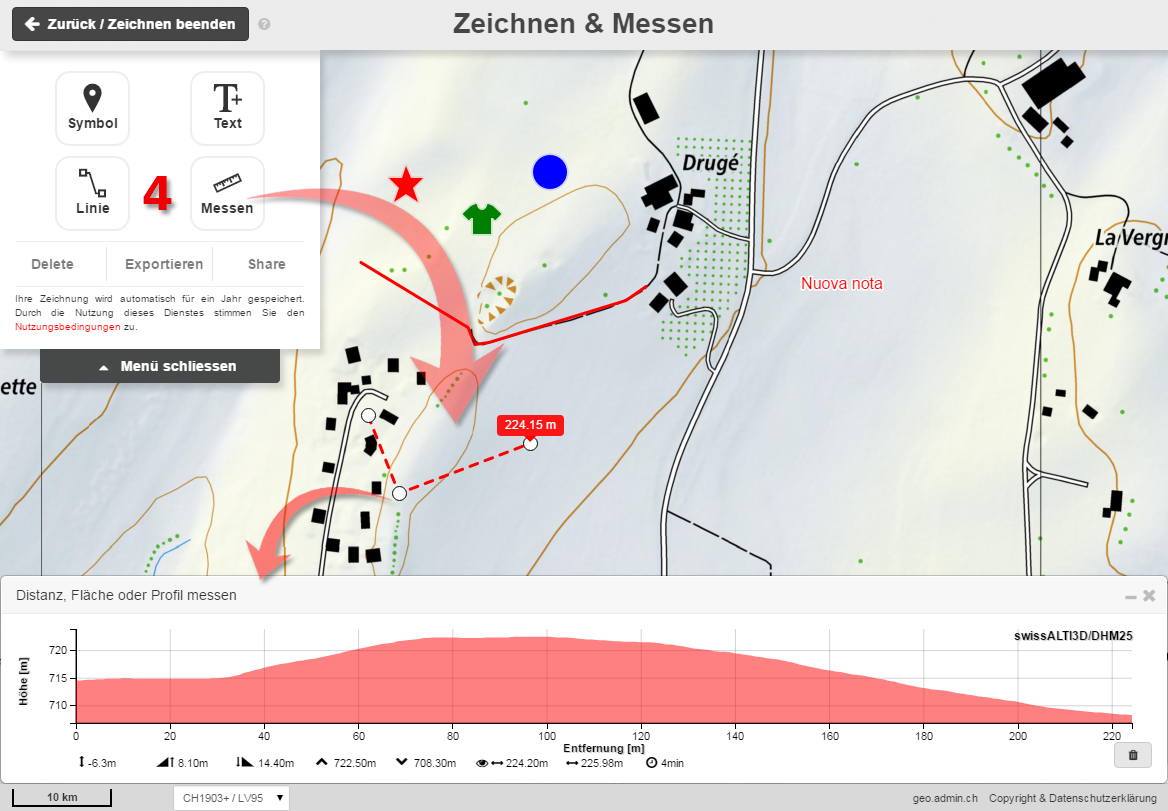 Zurück / Zeichnen beenden
Zeichnen & Messen
Symbol
Text
Linie
4
Messen
Delete
Exportieren
Share
Ihre Zeichnung wird automatisch für ein Jahr gespeichert.
Durch die Nutzung dieses Dienstes stimmen Sie den
Nutzungsbedingungen zu.
Menü schliessen
Drugé
La Vergn
Nuova nota
ette
224.15 m
Distanz, Fläche oder Profil messen
swissALTI3D/DHM25
Höhe [m]
720
715
710
0 20 40 60 80 100 120 140 160 180 200 220
Entfernung [m]
-6.3m 8.10m 14.40m 722.50m 708.30m 224.20m 225.98m 4min
10 km
CH1903+ / LV95
geo.admin.ch Copyright & Datenschutzerklärung